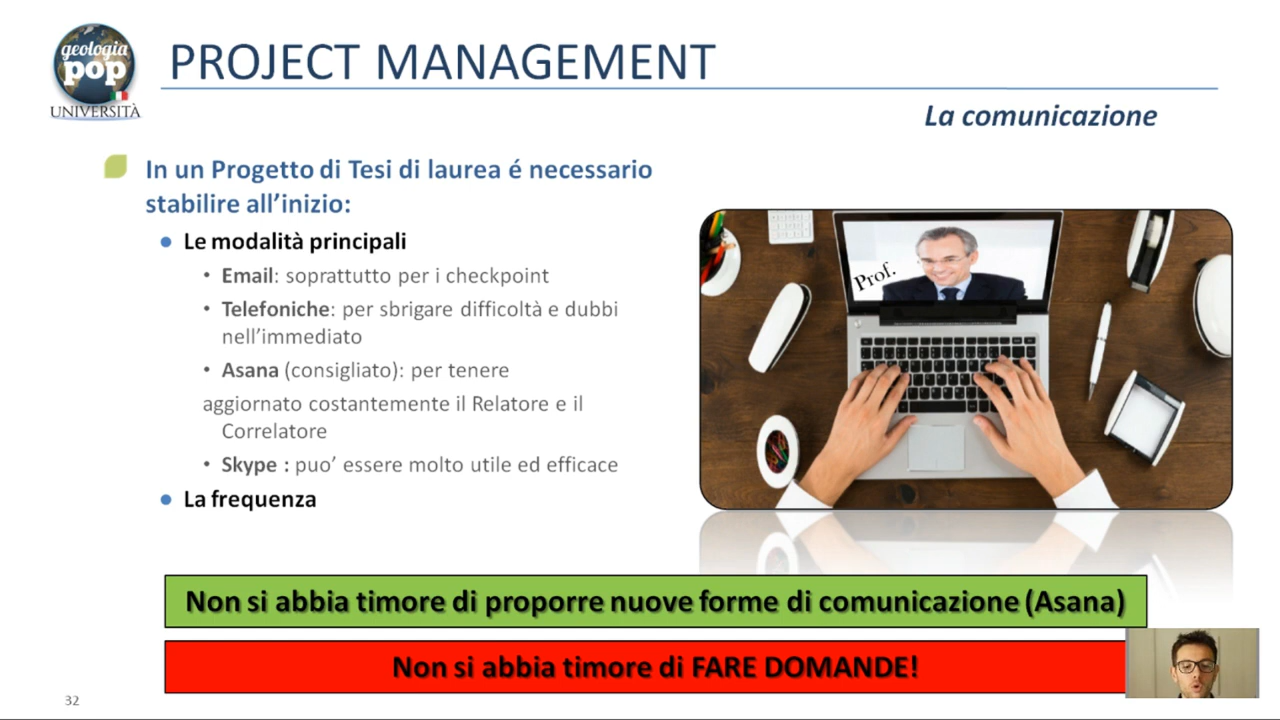 geologia
pop
UNIVERSITÀ
PROJECT MANAGEMENT
La comunicazione
In un Progetto di Tesi di laurea é necessario
stabilire all’inizio:
Le modalità principali
Email: soprattutto per i checkpoint
Telefoniche: per sbrigare difficoltà e dubbi
nell’immediato
Asana (consigliato): per tenere
aggiornato costantemente il Relatore e il
Correlatore
Skype : puo’ essere molto utile ed efficace
La frequenza
Prof.
Non si abbia timore di proporre nuove forme di comunicazione (Asana)
Non si abbia timore di FARE DOMANDE!
32